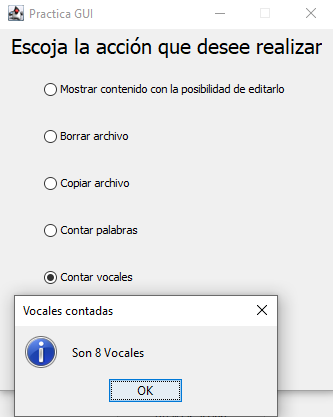 Practica GUI
Escoja la acción que desee realizar
Mostrar contenido con la posibilidad de editarlo
Borrar archivo
Copiar archivo
Contar palabras
Contar vocales
Vocales contadas
Son 8 Vocales
OK